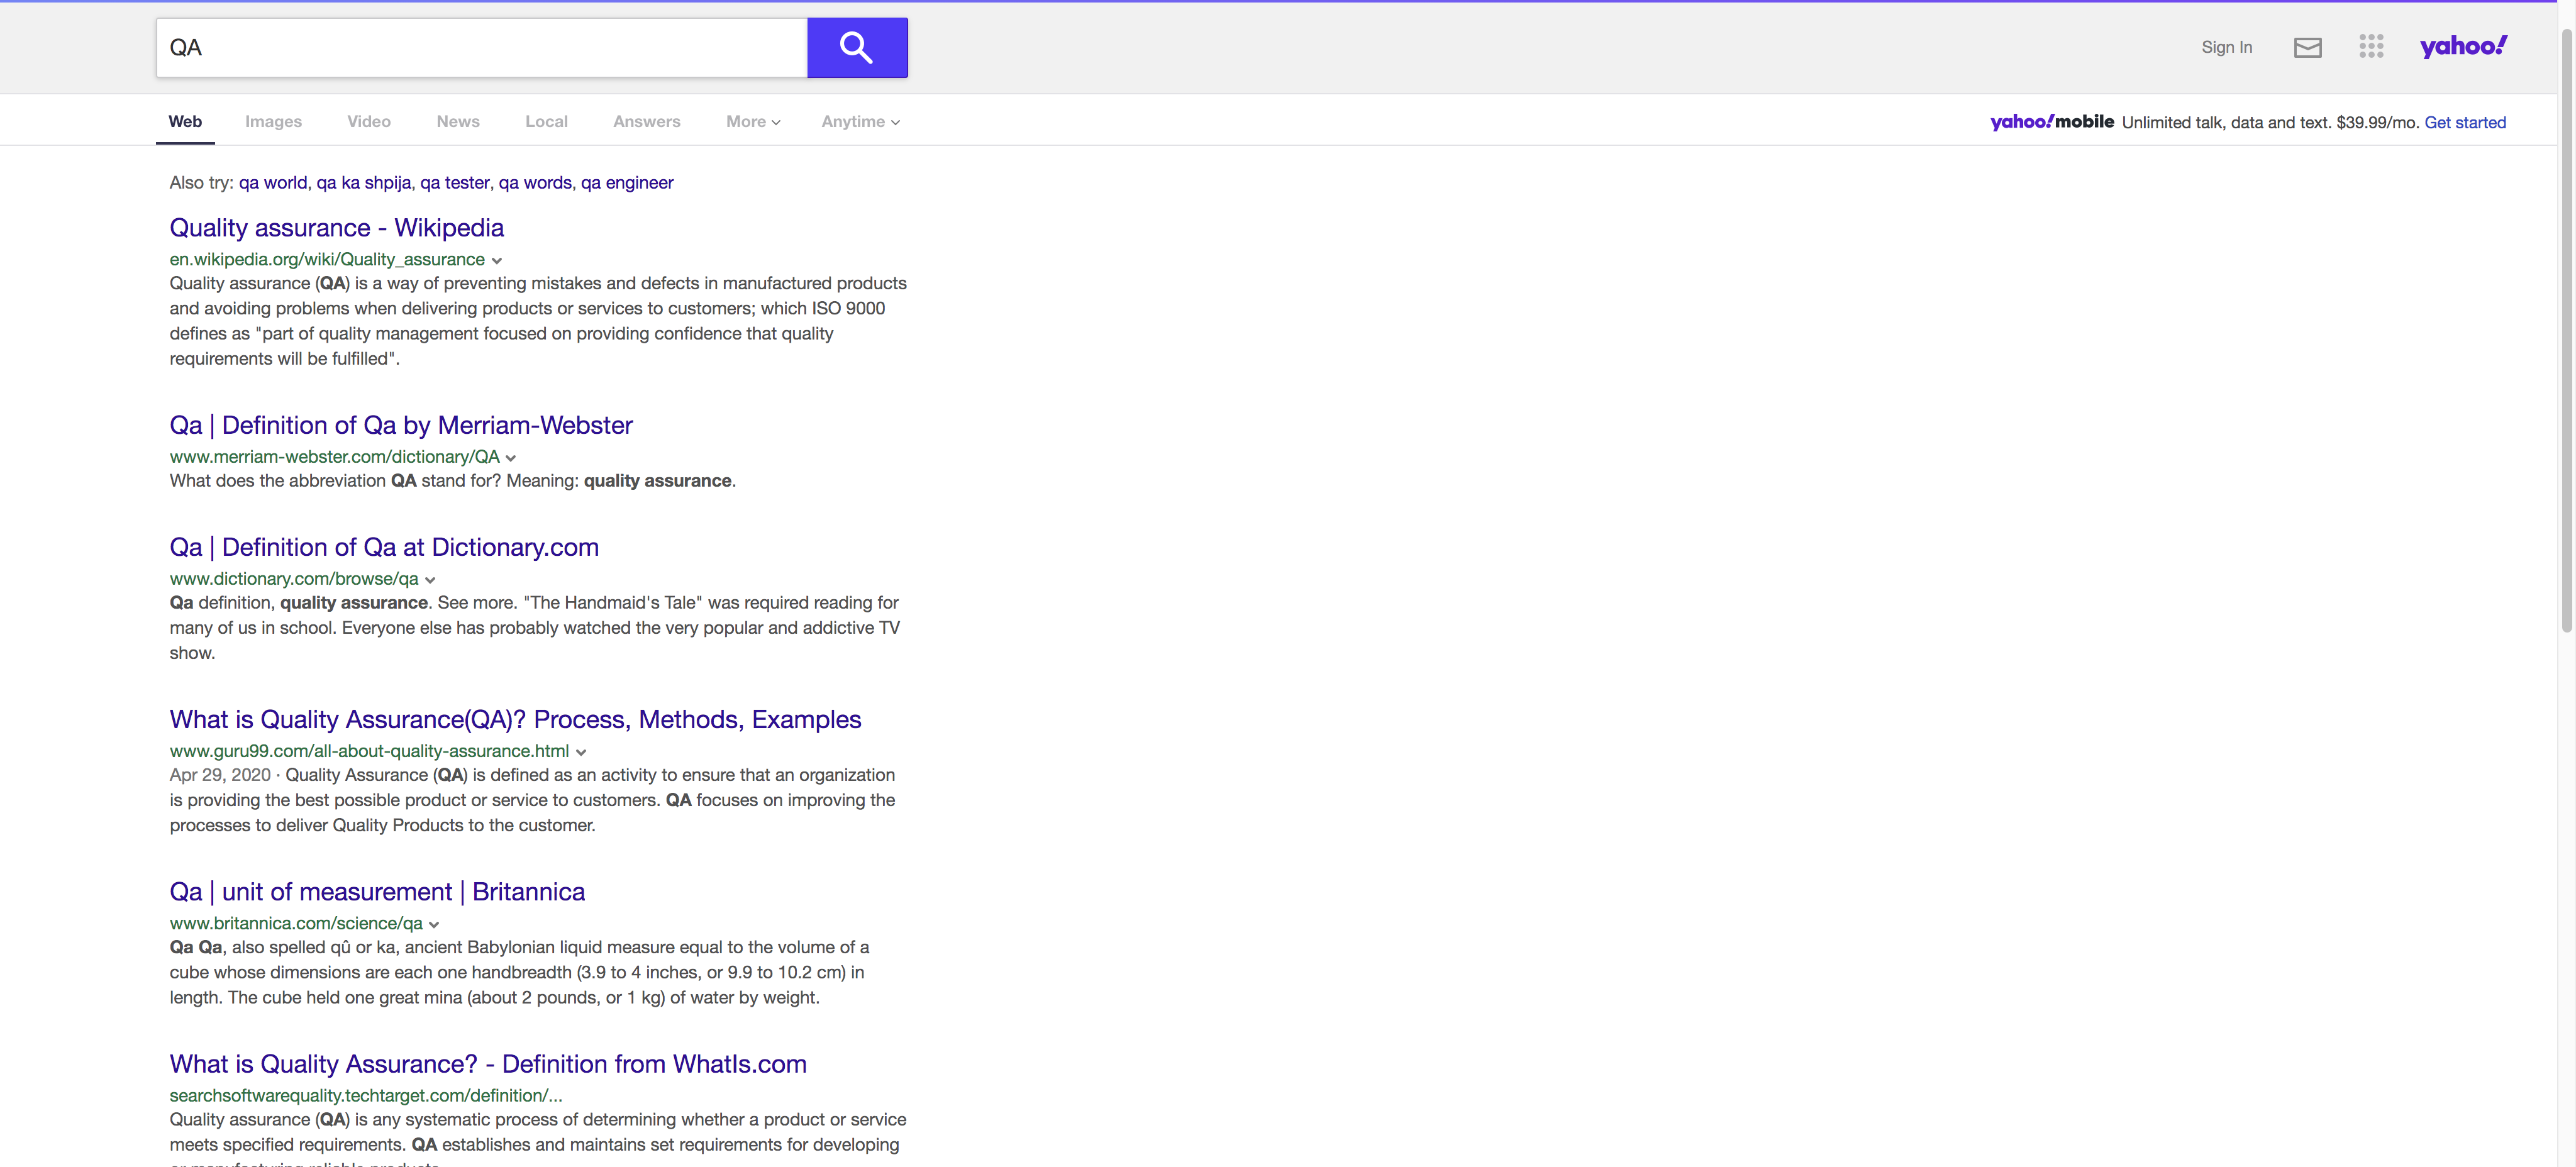 QA
Sign In
yahoo!
Web
Images
Video
News
Local
Answers
More
Anytime
yahoo!mobile Unlimited talk, data and text. $39.99/mo. Get started
Also try: qa world, qa ka shpija, qa tester, qa words, qa engineer
Quality assurance - Wikipedia
en.wikipedia.org/wiki/Quality_assurance
Quality assurance (QA) is a way of preventing mistakes and defects in manufactured products
and avoiding problems when delivering products or services to customers; which ISO 9000
defines as "part of quality management focused on providing confidence that quality
requirements will be fulfilled".
Qa | Definition of Qa by Merriam-Webster
www.merriam-webster.com/dictionary/QA
What does the abbreviation QA stand for? Meaning: quality assurance.
Qa | Definition of Qa at Dictionary.com
www.dictionary.com/browse/qa
Qa definition, quality assurance. See more. "The Handmaid's Tale" was required reading for
many of us in school. Everyone else has probably watched the very popular and addictive TV
show.
What is Quality Assurance(QA)? Process, Methods, Examples
www.guru99.com/all-about-quality-assurance.html
Apr 29, 2020 · Quality Assurance (QA) is defined as an activity to ensure that an organization
is providing the best possible product or service to customers. QA focuses on improving the
processes to deliver Quality Products to the customer.
Qa | unit of measurement | Britannica
www.britannica.com/science/qa
Qa Qa, also spelled qû or ka, ancient Babylonian liquid measure equal to the volume of a
cube whose dimensions are each one handbreadth (3.9 to 4 inches, or 9.9 to 10.2 cm) in
length. The cube held one great mina (about 2 pounds, or 1 kg) of water by weight.
What is Quality Assurance? - Definition from WhatIs.com
searchsoftwarequality.techtarget.com/definition/...
Quality assurance (QA) is any systematic process of determining whether a product or service
meets specified requirements. QA establishes and maintains set requirements for developing